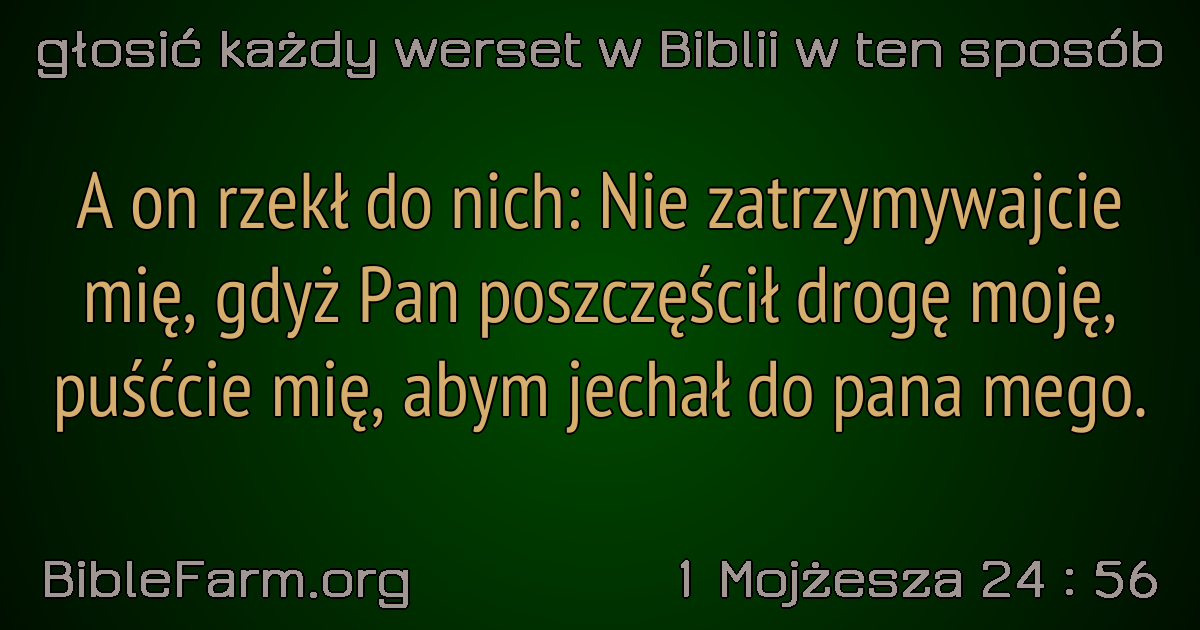 głosić każdy werset w Biblii w ten sposób
A on rzekł do nich: Nie zatrzymywajcie
mię, gdyż Pan poszczęścił drogę moję,
puśćcie mię, abym jechał do pana mego.
BibleFarm.org
1 Mojżesza 24 : 56